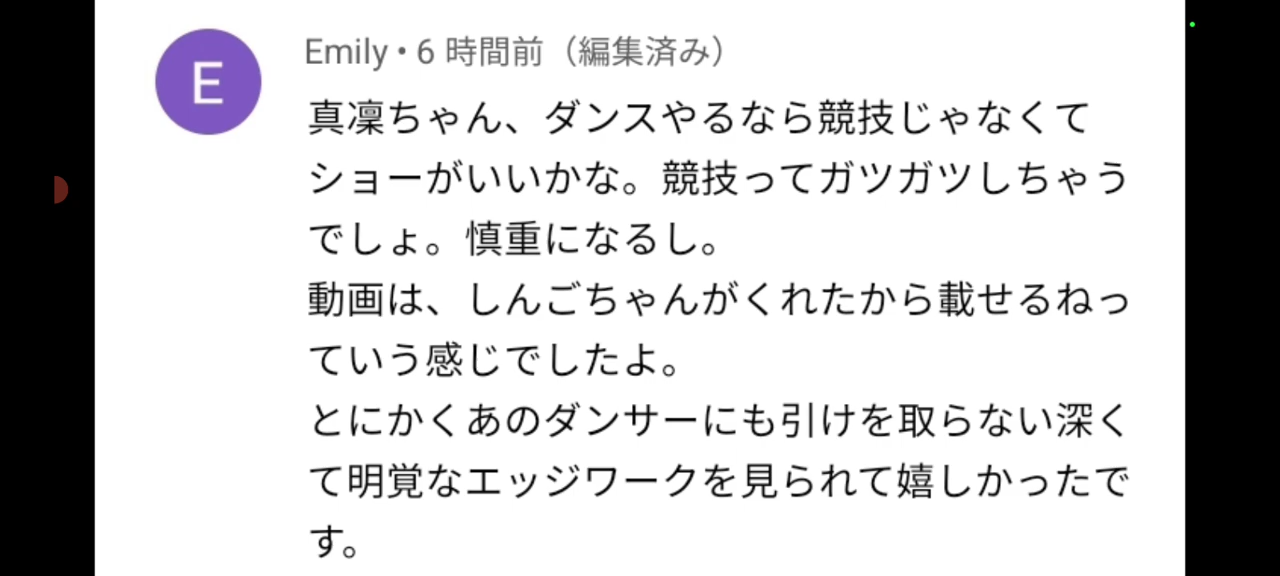 E
Emily • 6 時間前（編集済み）
真凜ちゃん、ダンスやるなら競技じゃなくて
ショーがいいかな。競技ってガツガツしちゃう
でしょ。慎重になるし。
動画は、しんごちゃんがくれたから載せるねっ
ていう感じでしたよ。
とにかくあのダンサーにも引けを取らない深く
て明覚なエッジワークを見られて嬉しかったで
す。